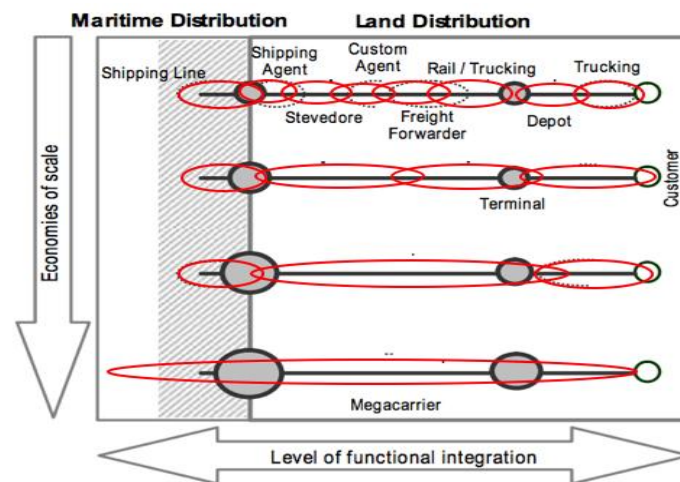 Maritime Distribution
Land Distribution
Shipping Line
Shipping
Agent
Stevedore
Custom
Agent
Freight
Forwarder
Rail / Trucking
Depot
Trucking
Customer
Terminal
Economies of scale
Megacarrier
Level of functional integration